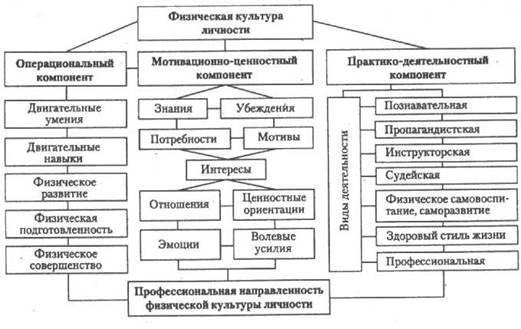 Физическая культура
личности
Операционный
компонент
Мотивационно-ценностный
компонент
Практико-деятельностный
компонент
Двигательные
умения
Двигательные
навыки
Физическое
развитие
Физическая
подготовленность
Физическое
совершенство
Знания
Убеждения
Потребности
Мотивы
Интересы
Отношения
Ценностные
ориентации
Эмоции
Волевые
усилия
Виды деятельности
Познавательная
Пропагандистская
Инструкторская
Судейская
Физическое самовоспи-
тание, саморазвитие
Здоровый стиль жизни
Профессиональная
Профессиональная направленность
физической культуры личности